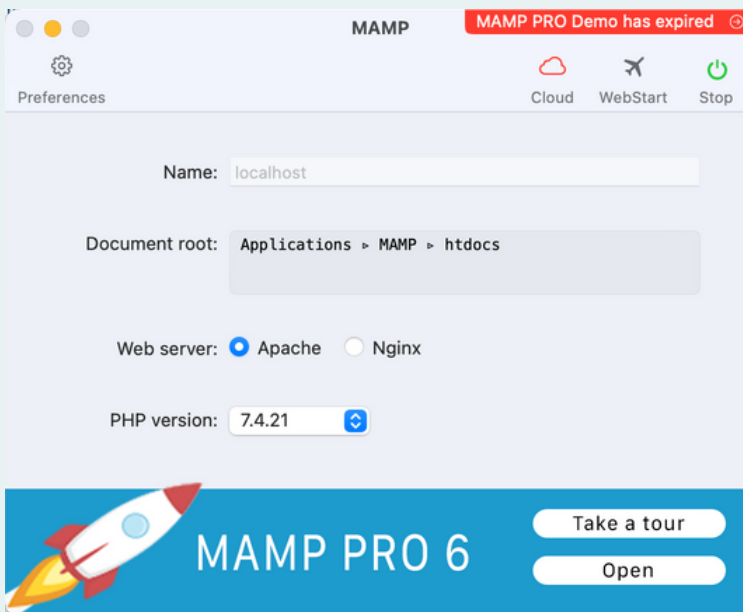 MAMP
MAMP PRO Demo has expired
Preferences
Cloud
WebStart
Stop
Name: localhost
Document root: Applications ▹ MAMP ▹ htdocs
Web server: Apache Nginx
PHP version: 7.4.21
MAMP PRO 6
Take a tour
Open